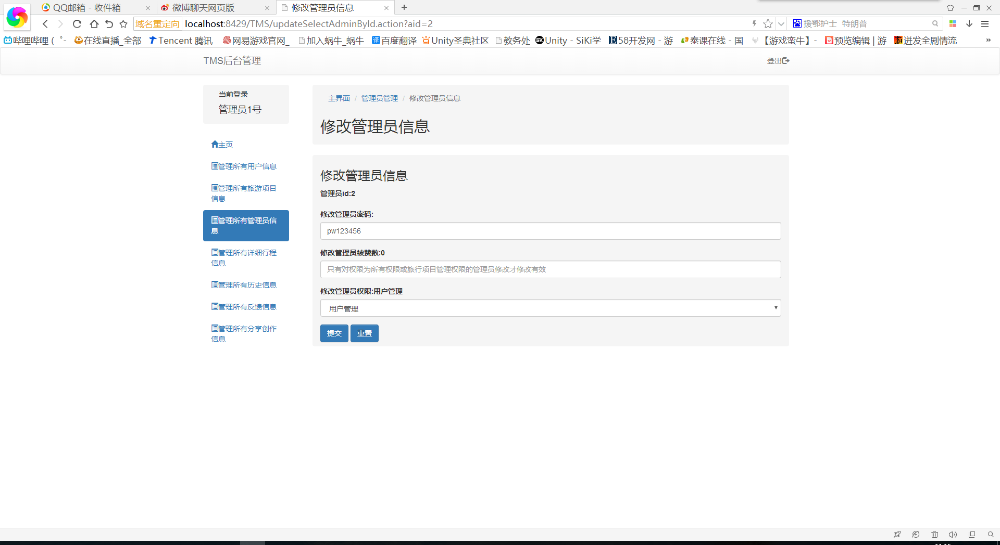 QQ邮箱 - 收件箱
微博聊天网页版
修改管理员信息
域名重定向 localhost:8429/TMS/updateSelectAdminById.action?aid=2
援鄂护士 特朗普
哔哩哔哩 ( ゜- 在线直播_全部 Tencent 腾讯 网易游戏官网_ 加入蜗牛_蜗牛 译 百度翻译 Unity圣典社区 教务处 SK Unity - SiKi学 E 58开发网 - 游 泰课在线 - 国 【游戏蛮牛】- 预览编辑 | 游 迸发全剧情流 »
TMS后台管理
登出
当前登录
管理员1号
主页
管理所有用户信息
管理所有旅游项目
信息
管理所有管理员信
息
管理所有详细行程
信息
管理所有历史信息
管理所有反馈信息
管理所有分享创作
信息
主界面 / 管理员管理 / 修改管理员信息
修改管理员信息
修改管理员信息
管理员id:2
修改管理员密码:
pw123456
修改管理员被赞数:0
只有对权限为所有权限或旅行项目管理权限的管理员修改才修改有效
修改管理员权限:用户管理
用户管理
提交 重置